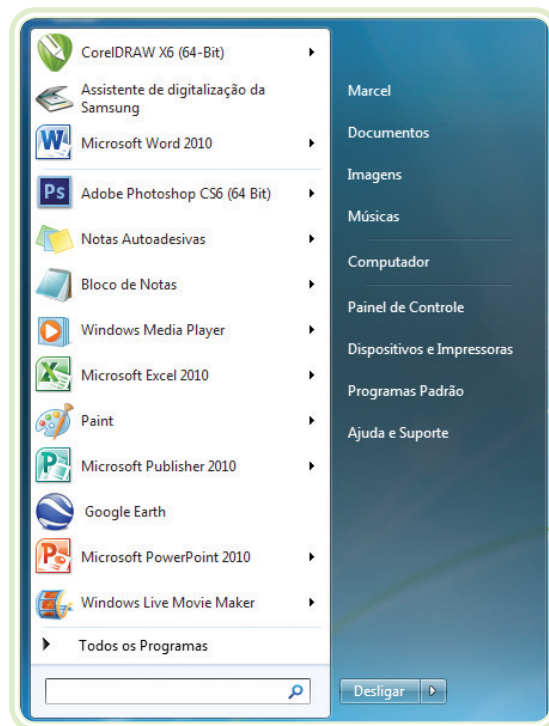 CorelDRAW X6 (64-Bit)
Assistente de digitalização da
Samsung
Microsoft Word 2010
Ps
Adobe Photoshop CS6 (64 Bit)
Notas Autoadesivas
Bloco de Notas
Windows Media Player
Microsoft Excel 2010
Paint
Microsoft Publisher 2010
Google Earth
Microsoft PowerPoint 2010
Windows Live Movie Maker
Todos os Programas
Marcel
Documentos
Imagens
Músicas
Computador
Painel de Controle
Dispositivos e Impressoras
Programas Padrão
Ajuda e Suporte
Desligar